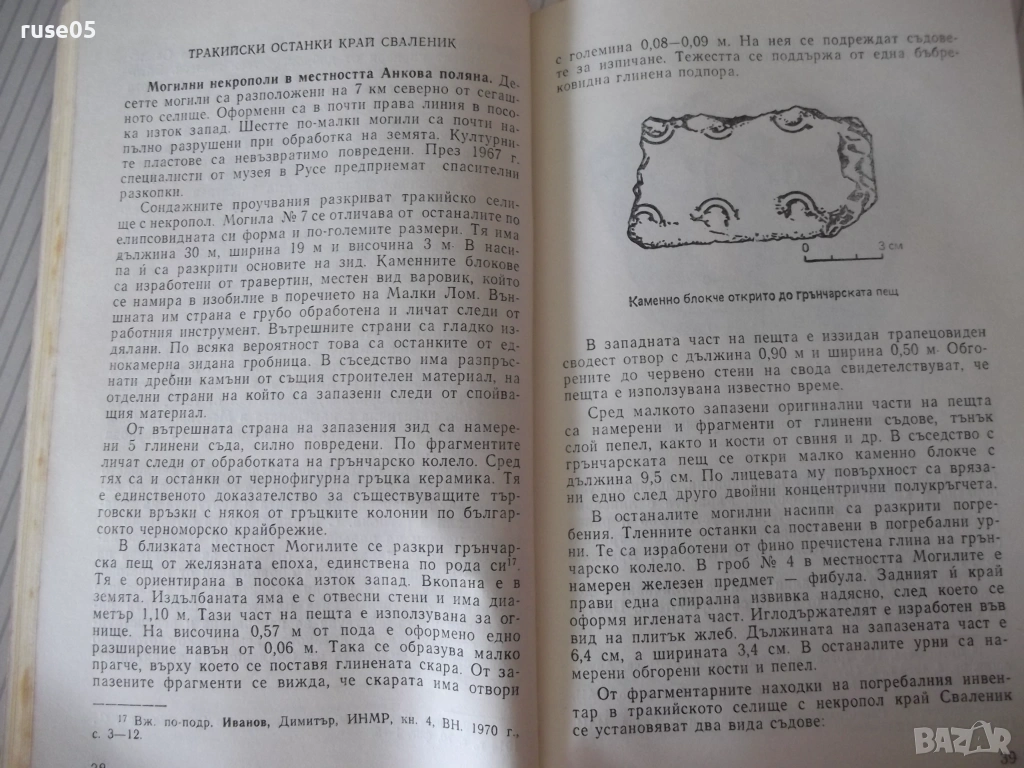 ruse05
ТРАКИЙСКИ ОСТАНКИ КРАЙ СВАЛЕНИК
Могилни некрополи в местността Анкова поляна. Де-
сетте могили са разположени на 7 км северно от сегаш-
ното селище. Оформени са в почти права линия в посо-
ка изток запад. Шестте по-малки могили са почти на-
пълно разрушени при обработка на земята. Културни-
те пластове са невъзвратимо повредени. През 1967 г.
специалисти от музея в Русе предприемат спасителни
разкопки.
Сондажните проучвания разкриват тракийско сели-
ще с некропол. Могила № 7 се отличава от останалите по
елипсовидната си форма и по-големите размери. Тя има
дължина 30 м, ширина 19 м и височина 3 м. В наси-
па ѝ са разкрити основите на зид. Каменните блокове
са изработени от травертин, местен вид варовик, който
се намира в изобилие в поречието на Малки Лом. Вън-
шната им страна е грубо обработена и личат следи от
работния инструмент. Вътрешните страни са гладко из-
дялани. По всяка вероятност това са останките от ед-
нокамерна зидана гробница. В съседство има разпръс-
нати дребни камъни от същия строителен материал, на
отделни страни на който са запазени следи от спойва-
щия материал.
От вътрешната страна на запазения зид са намере-
ни 5 глинени съда, силно повредени. По фрагментите
личат следи от обработката на грънчарско колело. Сред
тях са и останки от чернофигурна гръцка керамика. Тя
е единственото доказателство за съществуващите тър-
говски връзки с някоя от гръцките колонии по българ-
сокто черноморско крайбрежие.
В близката местност Могилите се разкри грънчар-
ска пещ от желязната епоха, единствена по рода си17.
Тя е ориентирана в посока изток запад. Вкопана е в
земята. Издълбаната яма е с отвесни стени и има диа-
метър 1,10 м. Тази част на пещта е използувана за ог-
нище. На височина 0,57 м от пода е оформено едно
разширение навън от 0,06 м. Така се образува малко
прагче, върху което се поставя глинената скара. От за-
пазените фрагменти се вижда, че скарата има отвори
17 Вж. по-подр. Иванов, Димитър, ИНМР, кн. 4, ВН. 1970 г.,
с. 3—12.
38
с големина 0,08—0,09 м. На нея се подреждат съдове-
те за изпичане. Тежестта се поддържа от една бъбре-
ковидна глинена подпора.
0 3 см
Каменно блокче открито до грънчарската пещ
В западната част на пещта е иззидан трапецовиден
сводест отвор с дължина 0,90 м и ширина 0,50 м. Обго-
рените до червено стени на свода свидетелствуват, че
пещта е използувана известно време.
Сред малкото запазени оригинални части на пещта
са намерени и фрагменти от глинени съдове, тънък
слой пепел, както и кости от свиня и др. В съседство с
грънчарската пещ се откри малко каменно блокче с
дължина 9,5 см. По лицевата му повърхност са вряза-
ни едно след друго двойни концентрични полукръгчета.
В останалите могилни насипи са разкрити погре-
бения. Тленните останки са поставени в погребални ур-
ни. Те са изработени от фино пречистена глина на грън-
чарско колело. В гроб № 4 в местността Могилите е
намерен железен предмет — фибула. Задният ѝ край
прави една спирална извивка надясно, след което се
оформя иглената част. Иглодържателят е изработен във
вид на плитък жлеб. Дължината на запазената част е
6,4 см, а ширината 3,4 см. В останалите урни са на-
мерени обгорени кости и пепел.
От фрагментарните находки на погребалния инвен-
тар в тракийското селище с некропол край Сваленик
се установяват два вида съдове:
39
BAZAR